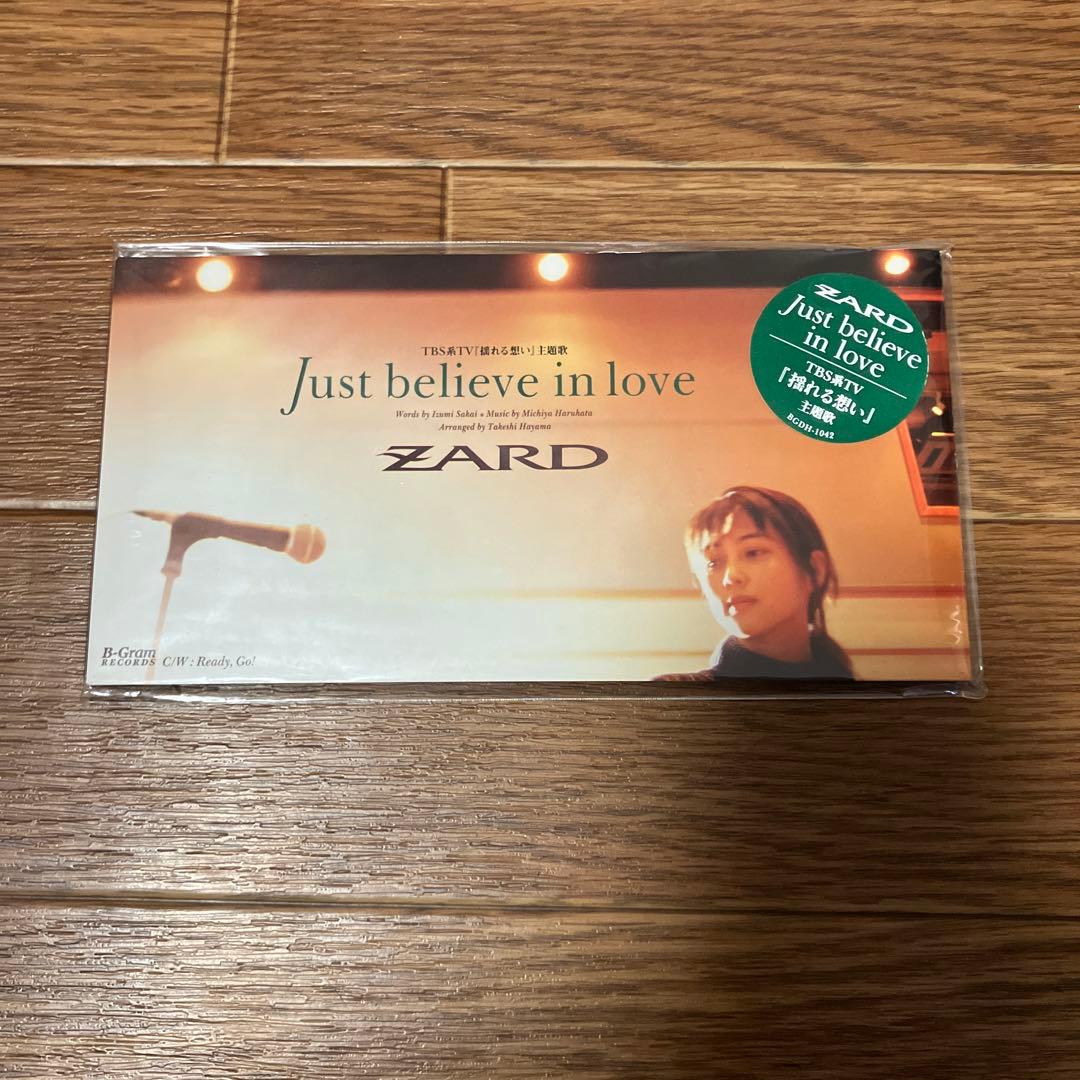 TBS系TV「揺れる想い」主題歌
Just believe in love
Words by Izumi Sakai • Music by Michiya Haruhata
Arranged by Takeshi Hayama
ZARD
B-Gram
RECORDS C/W : Ready, Go!
ZARD
Just believe
in love
TBS系TV
「揺れる想い」
主題歌
BGDH-1042